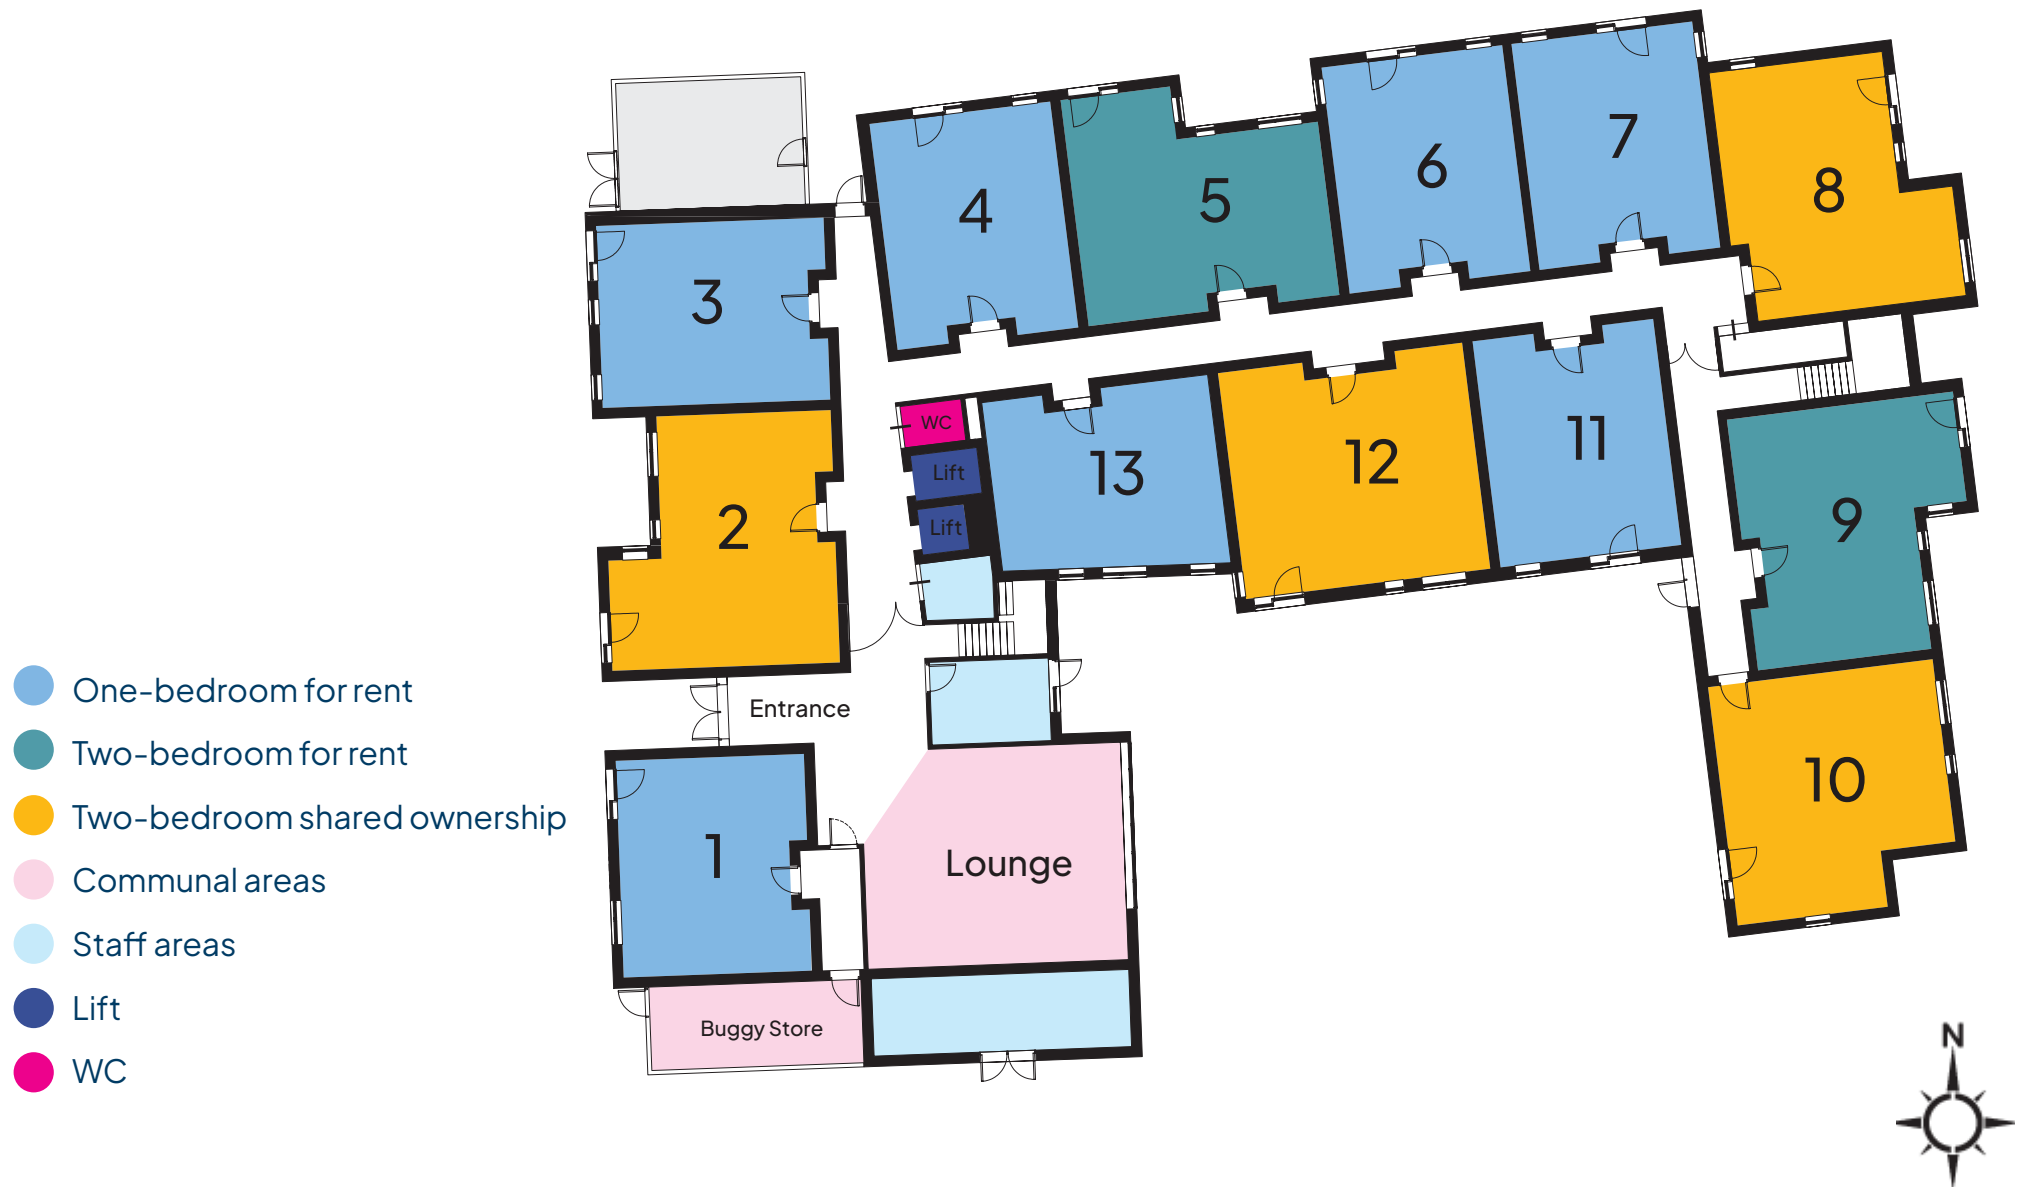 7
8
6
4
5
3
WC
11
12
13
Lift
9
2
Lift
One-bedroom for rent
Entrance
Two-bedroom for rent
10
Two-bedroom shared ownership
1
Lounge
Communal areas
Staff areas
Lift
Buggy Store
N
WC